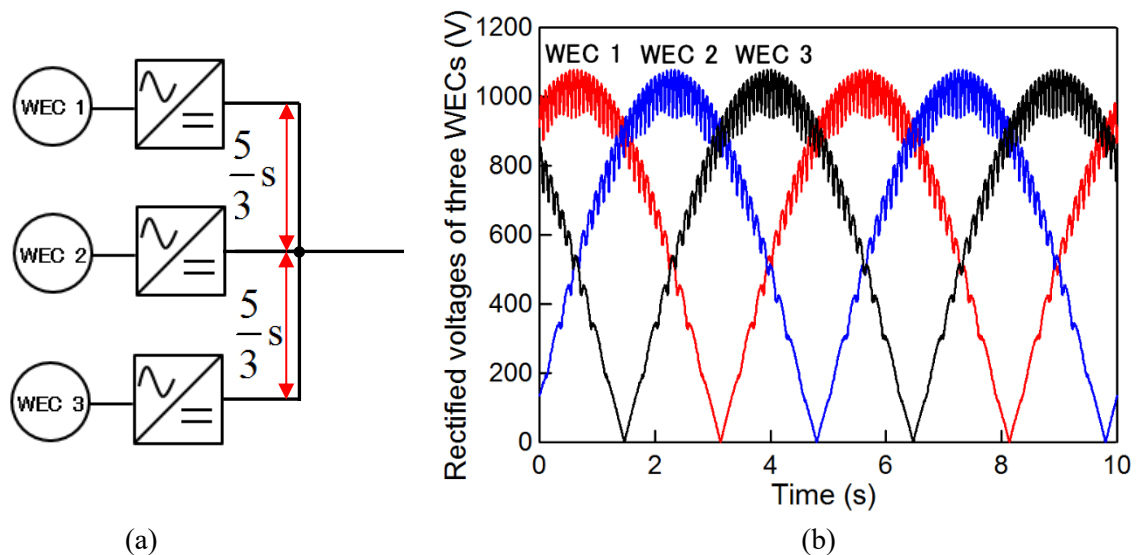 WEC 1
5
3
s
WEC 2
5
3
s
WEC 3
(a)
Rectified voltages of three WECs (V)
1200
1000
800
600
400
200
0
WEC 1 WEC 2 WEC 3
0 2 4 6 8 10
Time (s)
(b)